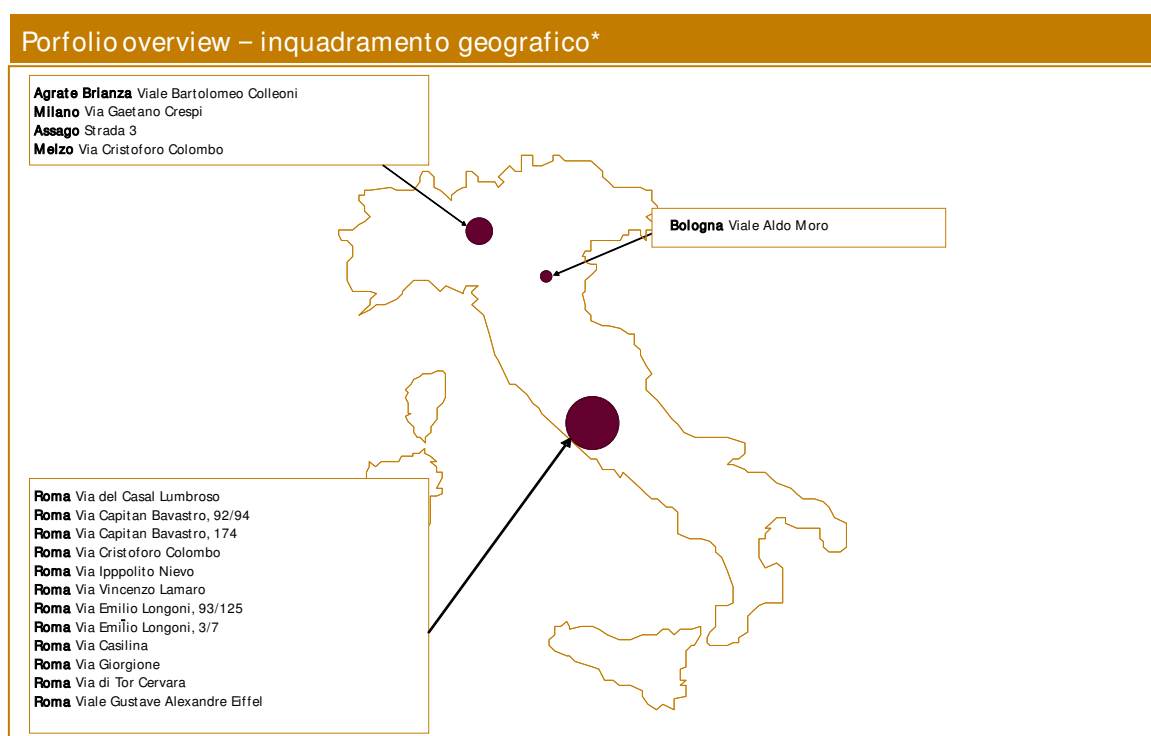 Porfolio overview – inquadramento geografico*
Agrate Brianza Viale Bartolomeo Colleoni
Milano Via Gaetano Crespi
Assago Strada 3
Melzo Via Cristoforo Colombo
Bologna Viale Aldo Moro
Roma Via del Casal Lumbroso
Roma Via Capitan Bavastro, 92/94
Roma Via Capitan Bavastro, 174
Roma Via Cristoforo Colombo
Roma Via Ipppolito Nievo
Roma Via Vincenzo Lamaro
Roma Via Emilio Longoni, 93/125
Roma Via Emilio Longoni, 3/7
Roma Via Casilina
Roma Via Giorgione
Roma Via di Tor Cervara
Roma Viale Gustave Alexandre Eiffel